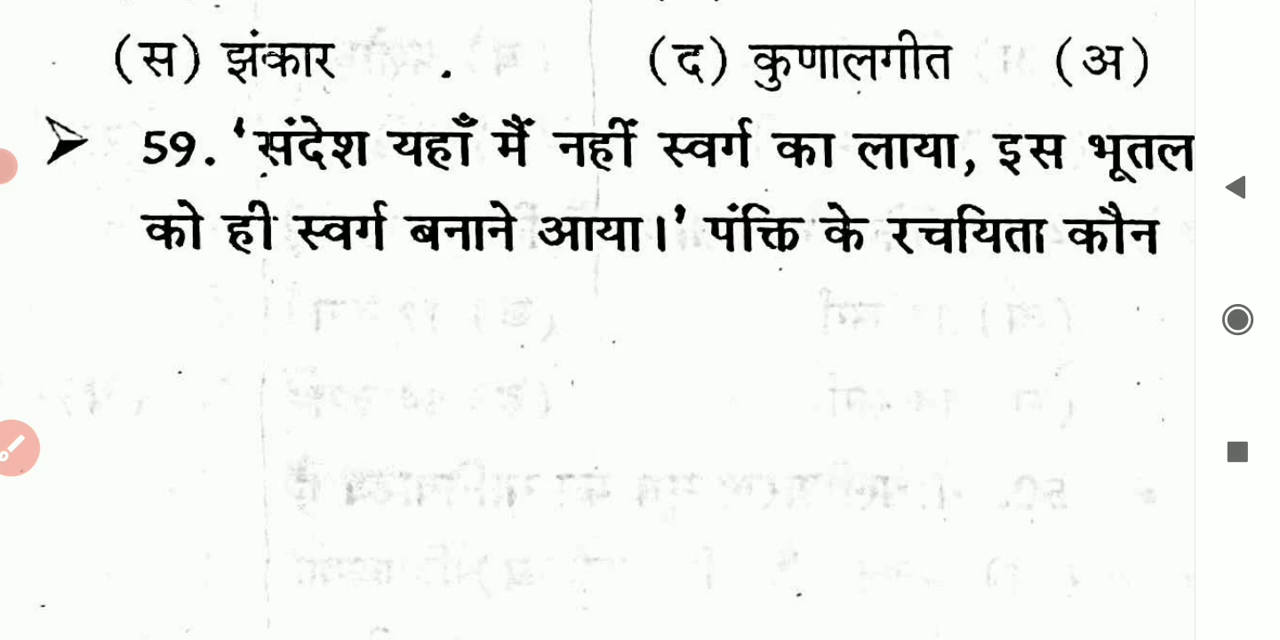 (स) झंकार (द) कुणालगीत (अ)
➤ 59. 'संदेश यहाँ मैं नहीं स्वर्ग का लाया, इस भूतल
को ही स्वर्ग बनाने आया।' पंक्ति के रचयिता कौन